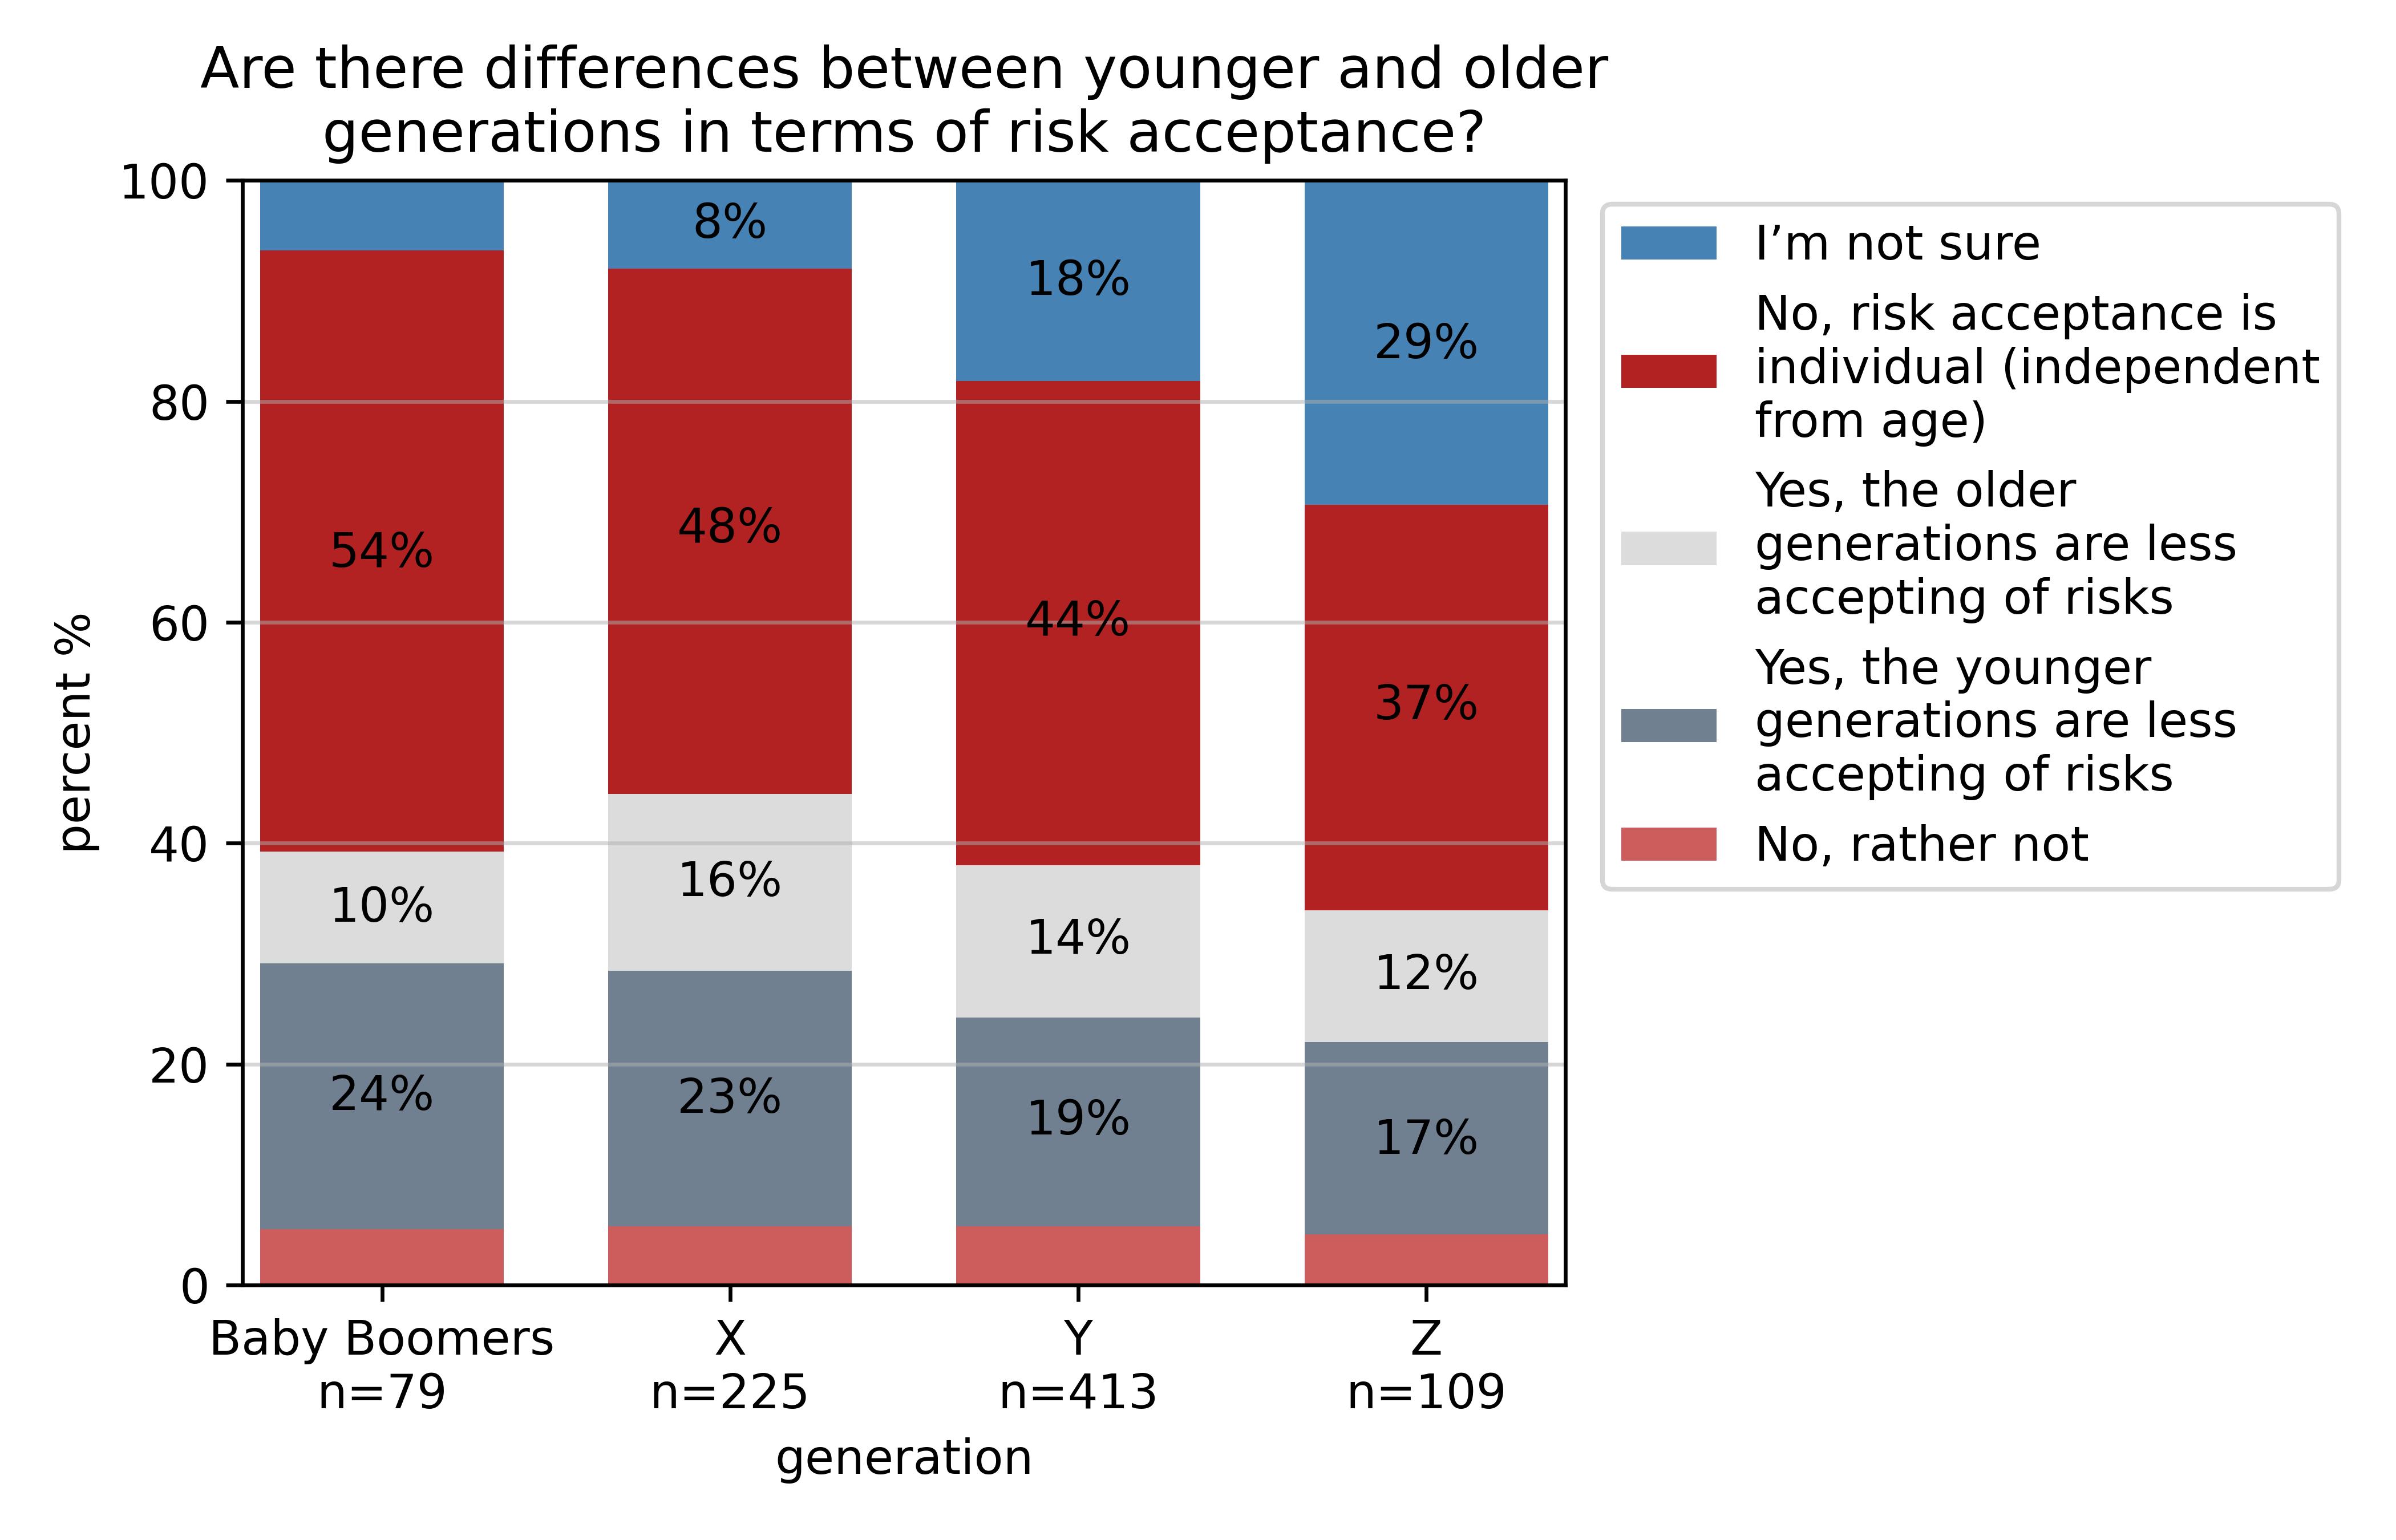 Are there differences between younger and older
generations in terms of risk acceptance?
percent %
100
80
60
40
20
0
54%
10%
24%
8%
48%
16%
23%
18%
44%
14%
19%
29%
37%
12%
17%
Baby Boomers
n=79
X
n=225
Y
n=413
Z
n=109
generation
I’m not sure
No, risk acceptance is
individual (independent
from age)
Yes, the older
generations are less
accepting of risks
Yes, the younger
generations are less
accepting of risks
No, rather not